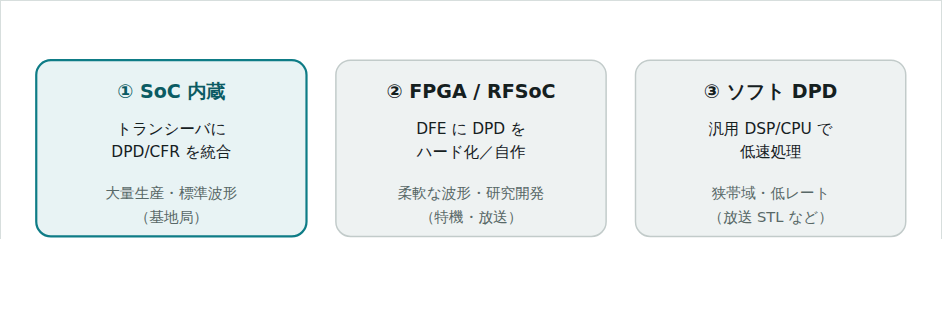 ① SoC 内蔵
トランシーバに
DPD/CFR を統合
大量生産・標準波形
（基地局）
② FPGA / RFSoC
DFE に DPD を
ハード化／自作
柔軟な波形・研究開発
（特機・放送）
③ ソフト DPD
汎用 DSP/CPU で
低速処理
狭帯域・低レート
（放送 STL など）